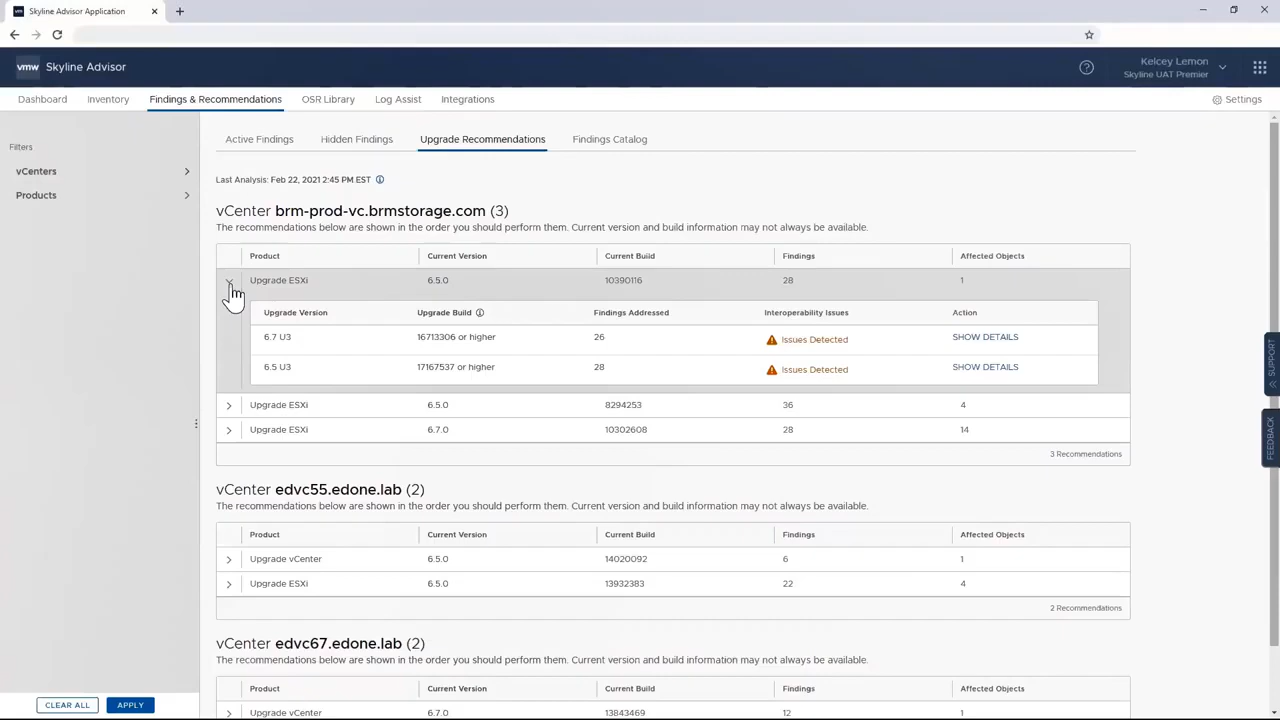 vm Skyline Advisor Application
vmw Skyline Advisor
Kelcey Lemon
Skyline UAT Premier
Dashboard Inventory Findings & Recommendations OSR Library Log Assist Integrations Settings
Filters
vCenters
Products
Active Findings Hidden Findings Upgrade Recommendations Findings Catalog
Last Analysis: Feb 22, 2021 2:45 PM EST
vCenter brm-prod-vc.brmstorage.com (3)
The recommendations below are shown in the order you should perform them. Current version and build information may not always be available.
Product Current Version Current Build Findings Affected Objects
Upgrade ESXi 6.5.0 10390116 28 1
Upgrade Version Upgrade Build Findings Addressed Interoperability Issues Action
6.7 U3 16713306 or higher 26 Issues Detected SHOW DETAILS
6.5 U3 17167537 or higher 28 Issues Detected SHOW DETAILS
Upgrade ESXi 6.5.0 8294253 36 4
Upgrade ESXi 6.7.0 10302608 28 14
3 Recommendations
vCenter edvc55.edone.lab (2)
The recommendations below are shown in the order you should perform them. Current version and build information may not always be available.
Product Current Version Current Build Findings Affected Objects
Upgrade vCenter 6.5.0 14020092 6 1
Upgrade ESXi 6.5.0 13932383 22 4
2 Recommendations
vCenter edvc67.edone.lab (2)
The recommendations below are shown in the order you should perform them. Current version and build information may not always be available.
Product Current Version Current Build Findings Affected Objects
Upgrade vCenter 6.7.0 13843469 12 1
CLEAR ALL APPLY
SUPPORT
FEEDBACK